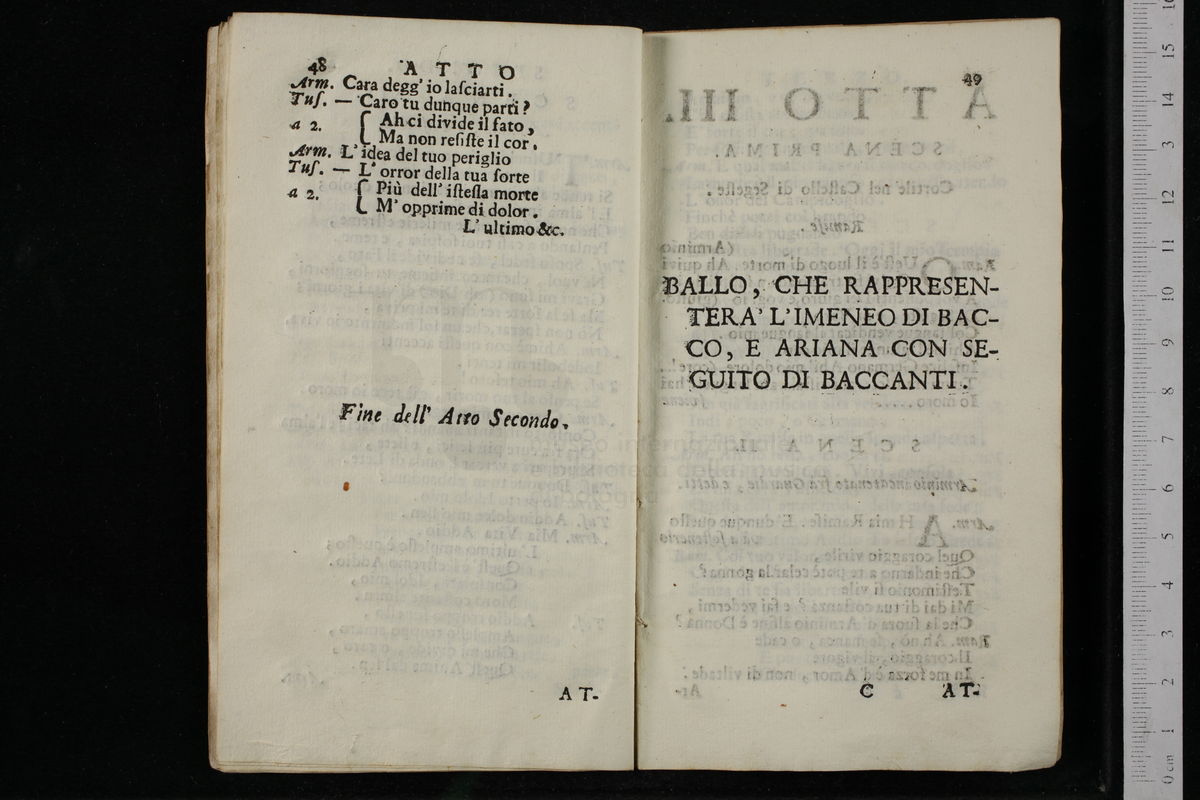 48 ATTO
Arm. Cara degg' io laſciarti.
Tuſ. — Caro tu dunque parti?
a 2. { Ah ci divide il fato,
Ma non reſiſte il cor.
Arm. L' idea del tuo periglio
Tuſ. — L' orror della tua ſorte
a 2. { Più dell' iſteſſa morte
M' opprime di dolor.
L' ultimo &c.
Fine dell' Atto Secondo.
AT-
49
BALLO, CHE RAPPRESEN-
TERA' L'IMENEO DI BAC-
CO, E ARIANA CON SE-
GUITO DI BACCANTI.
C AT-